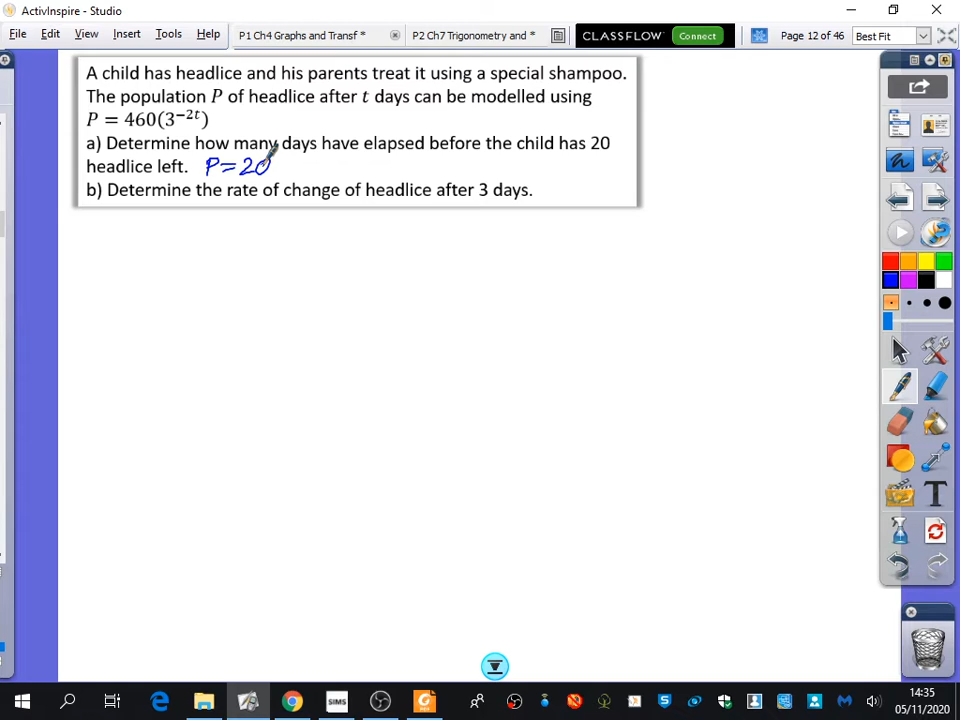 ActivInspire - Studio
File Edit View Insert Tools Help P1 Ch4 Graphs and Transf * P2 Ch7 Trigonometry and * CLASSFLOW Connect Page 12 of 46 Best Fit
A child has headlice and his parents treat it using a special shampoo.
The population P of headlice after t days can be modelled using
P = 460(3⁻²ᵗ)
a) Determine how many days have elapsed before the child has 20
headlice left. P=20
b) Determine the rate of change of headlice after 3 days.
T
SIMS
14:35
05/11/2020